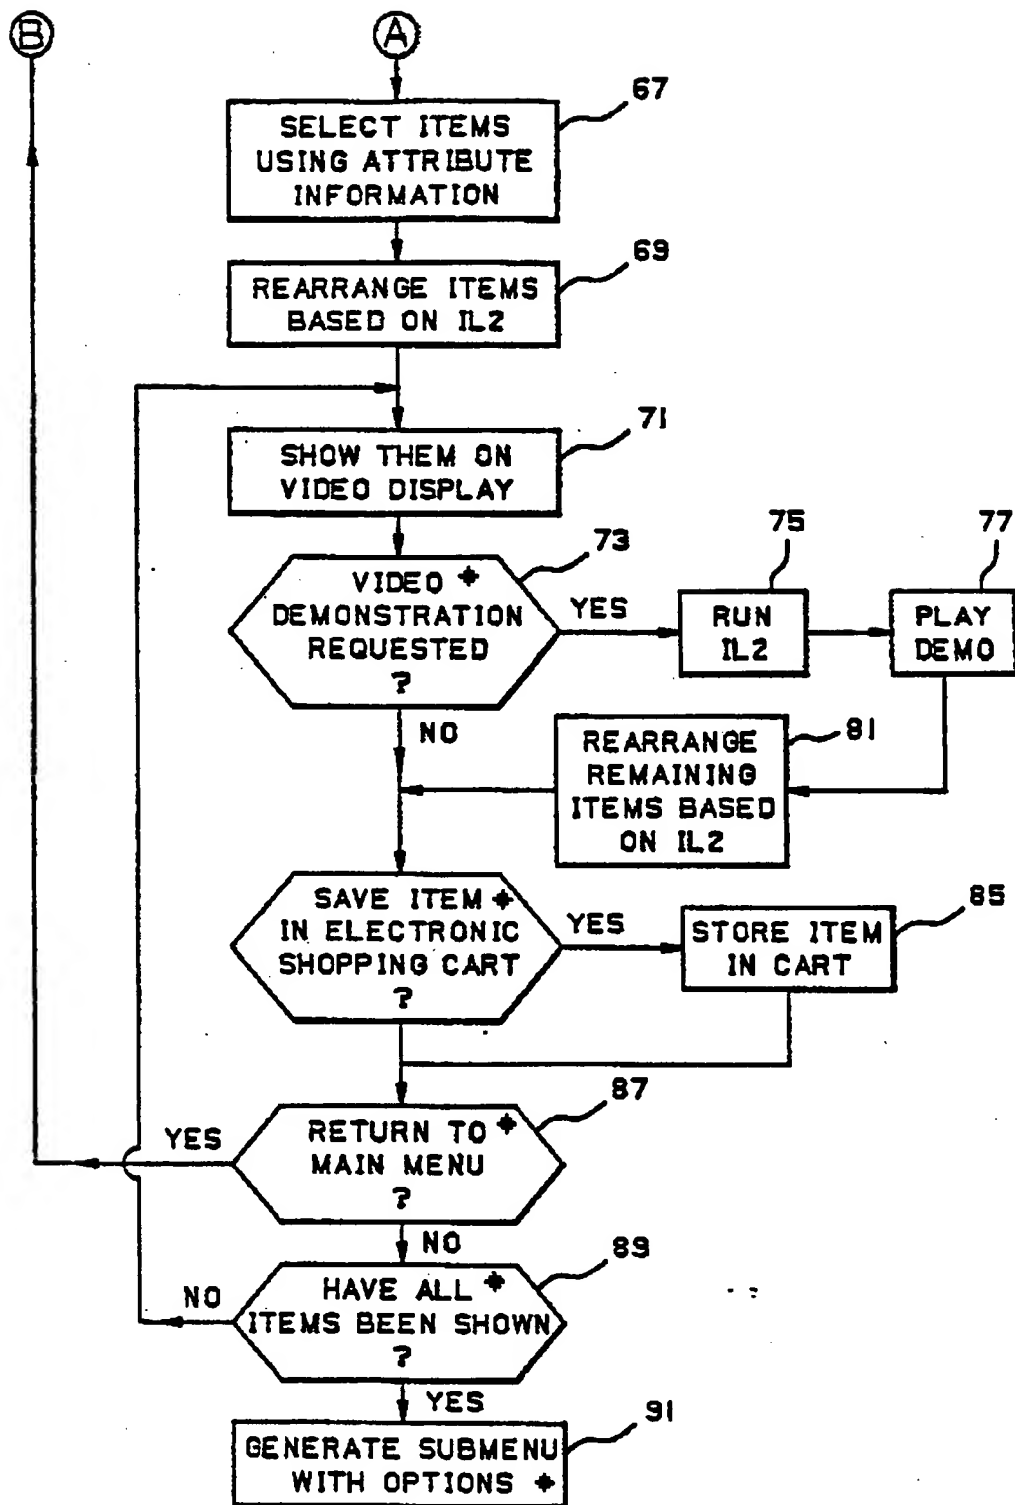 B
A
67
SELECT ITEMS
USING ATTRIBUTE
INFORMATION
69
REARRANGE ITEMS
BASED ON IL2
71
SHOW THEM ON
VIDEO DISPLAY
73
VIDEO *
DEMONSTRATION
REQUESTED
?
YES
75
RUN
IL2
77
PLAY
DEMO
NO
81
REARRANGE
REMAINING
ITEMS BASED
ON IL2
SAVE ITEM *
IN ELECTRONIC
SHOPPING CART
?
YES
85
STORE ITEM
IN CART
87
RETURN TO *
MAIN MENU
?
YES
NO
89
HAVE ALL *
ITEMS BEEN SHOWN
?
NO
YES
91
GENERATE SUBMENU
WITH OPTIONS *